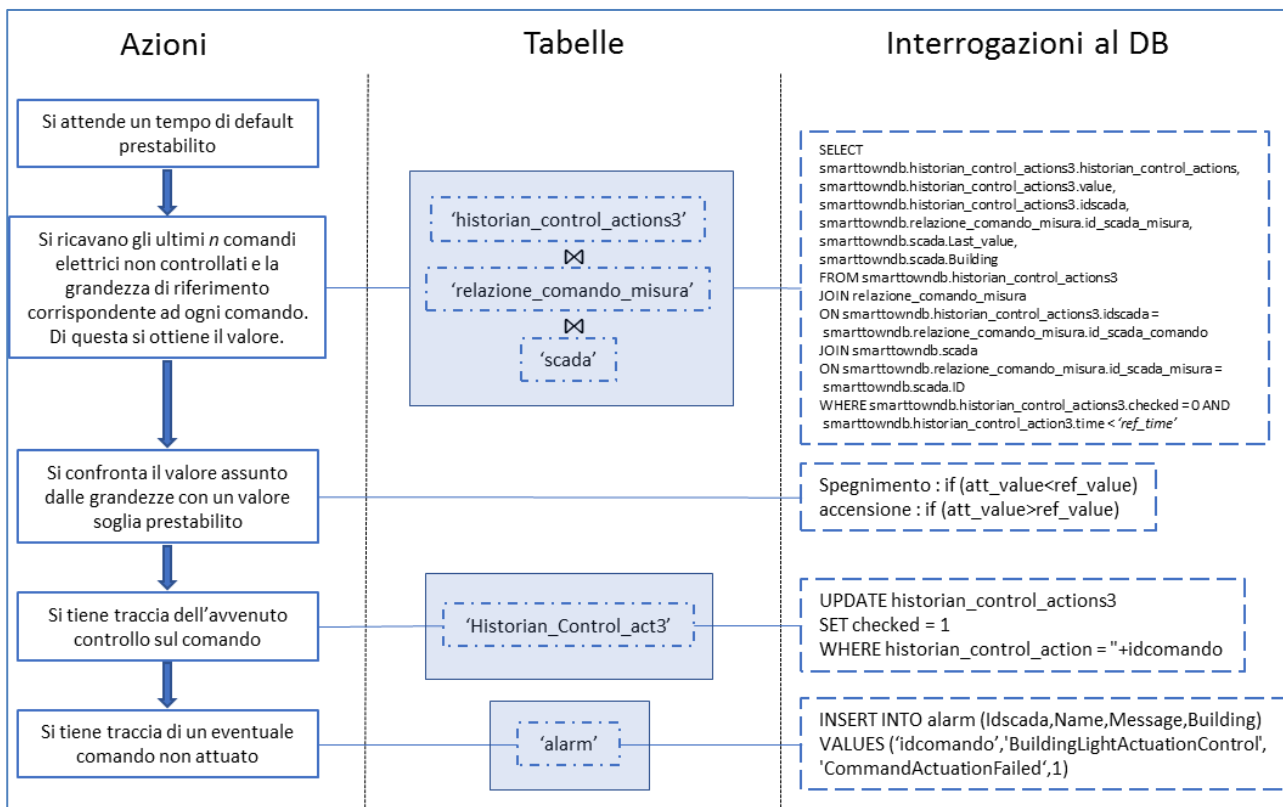 Azioni
Tabelle
Interrogazioni al DB
Si attende un tempo di default
prestabilito
Si ricavano gli ultimi n comandi
elettrici non controllati e la
grandezza di riferimento
corrispondente ad ogni comando.
Di questa si ottiene il valore.
‘historian_control_actions3’
⋈
‘relazione_comando_misura’
⋈
‘scada’
SELECT
smarttowndb.historian_control_actions3.historian_control_actions,
smarttowndb.historian_control_actions3.value,
smarttowndb.historian_control_actions3.idscada,
smarttowndb.relazione_comando_misura.id_scada_misura,
smarttowndb.scada.Last_value,
smarttowndb.scada.Building
FROM smarttowndb.historian_control_actions3
JOIN relazione_comando_misura
ON smarttowndb.historian_control_actions3.idscada =
smarttowndb.relazione_comando_misura.id_scada_comando
JOIN smarttowndb.scada
ON smarttowndb.relazione_comando_misura.id_scada_misura =
smarttowndb.scada.ID
WHERE smarttowndb.historian_control_actions3.checked = 0 AND
smarttowndb.historian_control_action3.time < ‘ref_time’
Si confronta il valore assunto
dalle grandezze con un valore
soglia prestabilito
Spegnimento : if (att_value<ref_value)
accensione : if (att_value>ref_value)
Si tiene traccia dell’avvenuto
controllo sul comando
‘Historian_Control_act3’
UPDATE historian_control_actions3
SET checked = 1
WHERE historian_control_action = "+idcomando
Si tiene traccia di un eventuale
comando non attuato
‘alarm’
INSERT INTO alarm (Idscada,Name,Message,Building)
VALUES (‘idcomando’,'BuildingLightActuationControl',
'CommandActuationFailed‘,1)